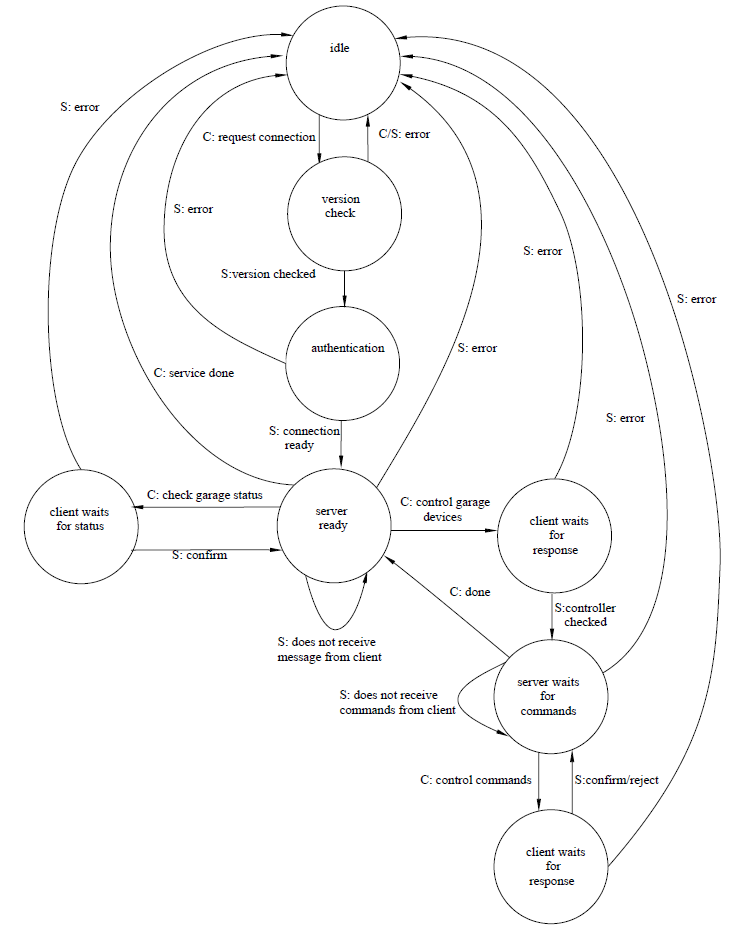 idle
S: error
C: request connection
C/S: error
version
check
S: error
S: error
S: error
S:version checked
authentication
S: error
C: service done
S: error
S: connection
ready
C: check garage status
client waits
for status
server
ready
C: control garage
devices
client waits
for
response
S: confirm
C: done
S:controller
checked
S: does not receive
message from client
server waits
for
commands
S: does not receive
commands from client
C: control commands
S:confirm/reject
client waits
for
response